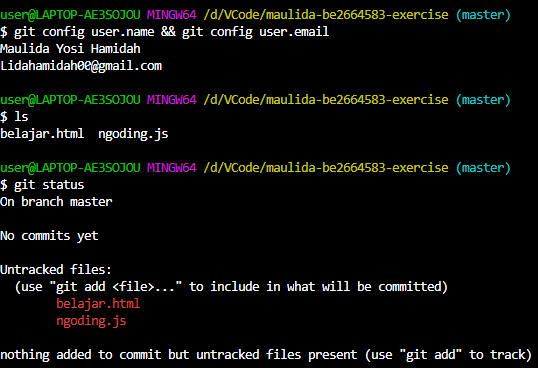 user@LAPTOP-AE3SOJOU MINGW64 /d/VCode/maulida-be2664583-exercise (master)
$ git config user.name && git config user.email
Maulida Yosi Hamidah
Lidahamidah00@gmail.com
user@LAPTOP-AE3SOJOU MINGW64 /d/VCode/maulida-be2664583-exercise (master)
$ ls
belajar.html  ngoding.js
user@LAPTOP-AE3SOJOU MINGW64 /d/VCode/maulida-be2664583-exercise (master)
$ git status
On branch master
No commits yet
Untracked files:
  (use "git add <file>..." to include in what will be committed)
        belajar.html
        ngoding.js
nothing added to commit but untracked files present (use "git add" to track)